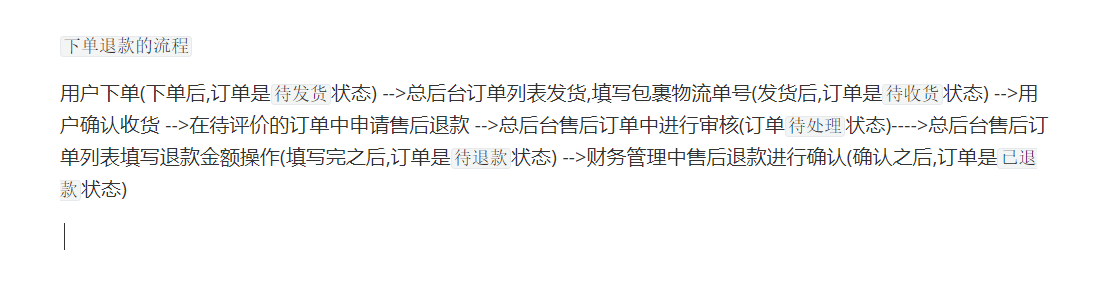 下单退款的流程
用户下单(下单后,订单是待发货状态) -->总后台订单列表发货,填写包裹物流单号(发货后,订单是待收货状态) -->用
户确认收货 -->在待评价的订单中申请售后退款 -->总后台售后订单中进行审核(订单待处理状态)---->总后台售后订
单列表填写退款金额操作(填写完之后,订单是待退款状态) -->财务管理中售后退款进行确认(确认之后,订单是已退
款状态)